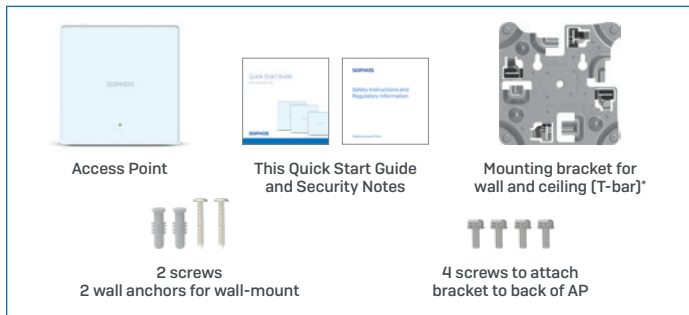 SOPHOS
Quick Start Guide
SOPHOS
SOPHOS
Safety Instructions and
Regulatory Information
Access Point
This Quick Start Guide
and Security Notes
Mounting bracket for
wall and ceiling (T-bar)*
2 screws
2 wall anchors for wall-mount
4 screws to attach
bracket to back of AP